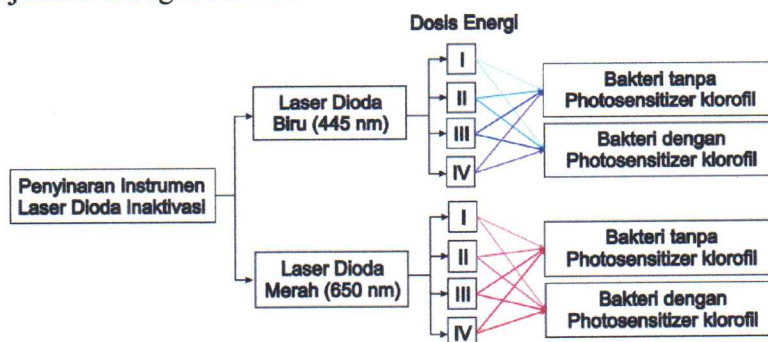 Dosis Energi
I
II
III
IV
Laser Dioda
Biru (445 nm)
Bakteri tanpa
Photosensitizer klorofil
Bakteri dengan
Photosensitizer klorofil
Penyinaran Instrumen
Laser Dioda Inaktivasi
I
II
III
IV
Laser Dioda
Merah (650 nm)
Bakteri tanpa
Photosensitizer klorofil
Bakteri dengan
Photosensitizer klorofil